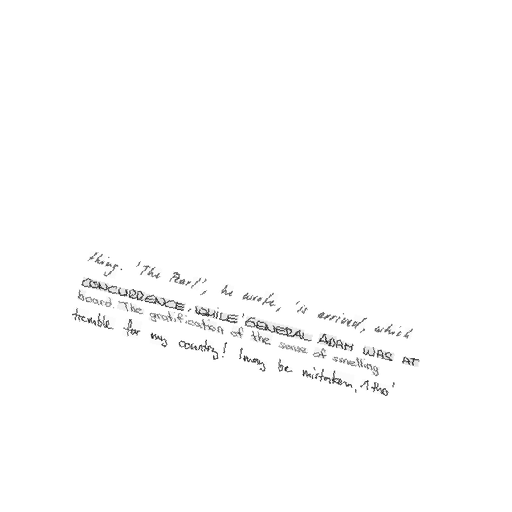 thing. 'The Pearl', he wrote, 'is arrived, which
CONCURRENCE, WHILE' GENERAL ADAM WAS AT
board. The gratification of the sense of smelling
tremble for my country! I may be mistaken, tho'